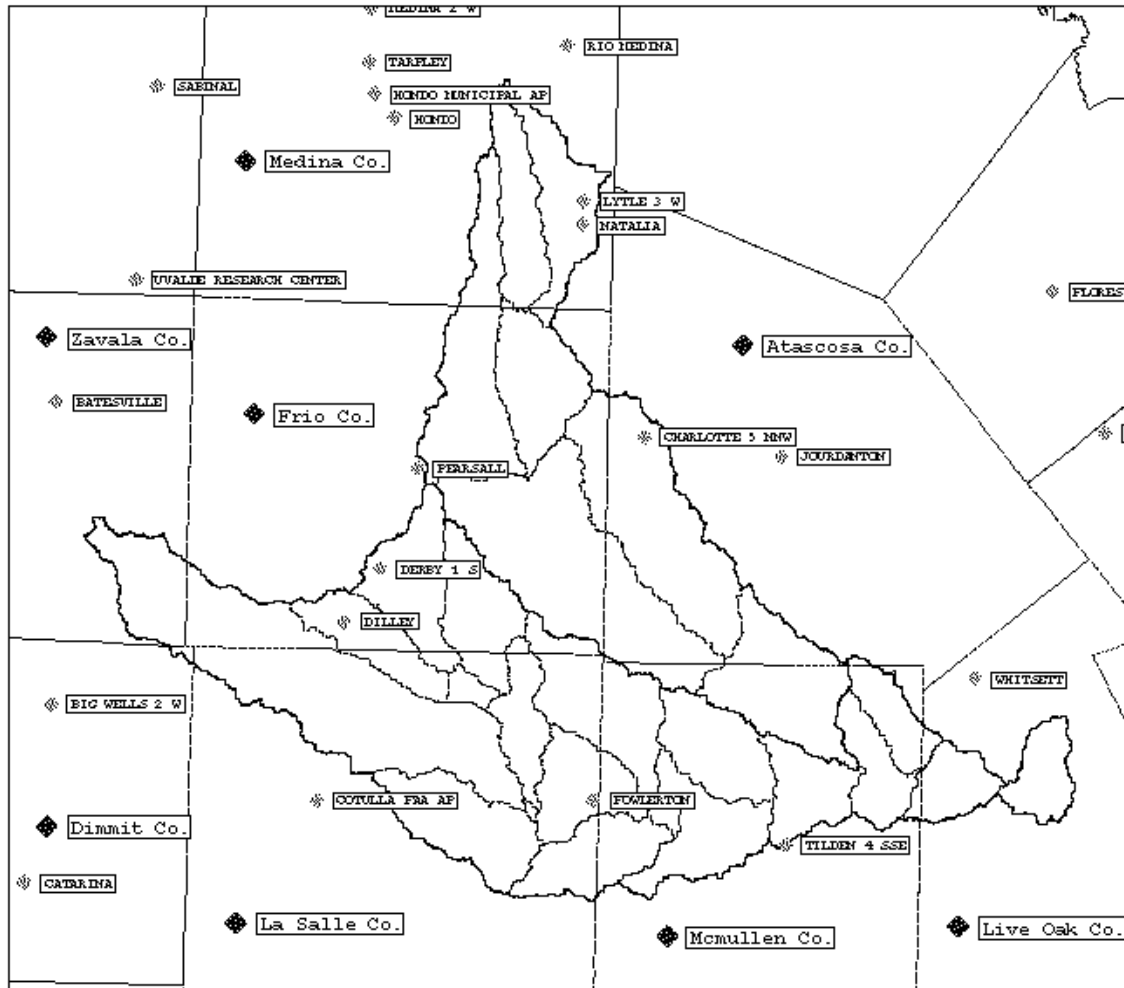 MEDINA 2 W
RIO MEDINA
TARPLEY
SABINAL
HONDO MUNICIPAL AP
HONDO
Medina Co.
LYTLE 3 W
NATALIA
UVALDE RESEARCH CENTER
FLORES
Zavala Co.
Atascosa Co.
BATESVILLE
Frio Co.
CHARLOTTE 5 NNW
JOURDANTON
PEARSALL
DERBY 1 S
DILLEY
WHITSETT
BIG WELLS 2 W
COTULLA FAA AP
FOWLERTON
Dimmit Co.
TILDEN 4 SSE
CATARINA
La Salle Co.
Mcmullen Co.
Live Oak Co.